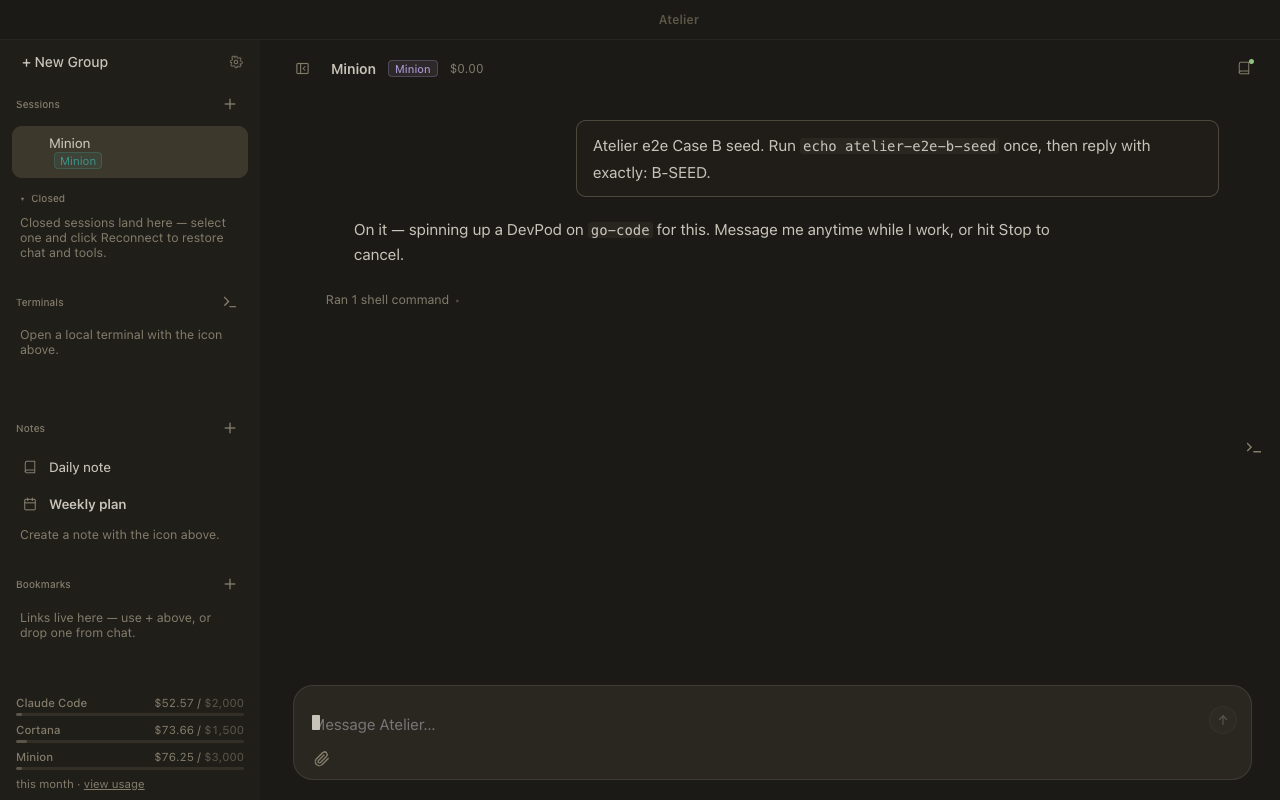 Atelier
+ New Group
Sessions
Minion
Minion
Closed
Closed sessions land here — select
one and click Reconnect to restore
chat and tools.
Terminals
Open a local terminal with the icon
above.
Notes
Daily note
Weekly plan
Create a note with the icon above.
Bookmarks
Links live here — use + above, or
drop one from chat.
Claude Code $52.57 / $2,000
Cortana $73.66 / $1,500
Minion $76.25 / $3,000
this month · view usage
Minion Minion $0.00
Atelier e2e Case B seed. Run echo atelier-e2e-b-seed once, then reply with
exactly: B-SEED.
On it — spinning up a DevPod on go-code for this. Message me anytime while I work, or hit Stop to
cancel.
Ran 1 shell command
Message Atelier...